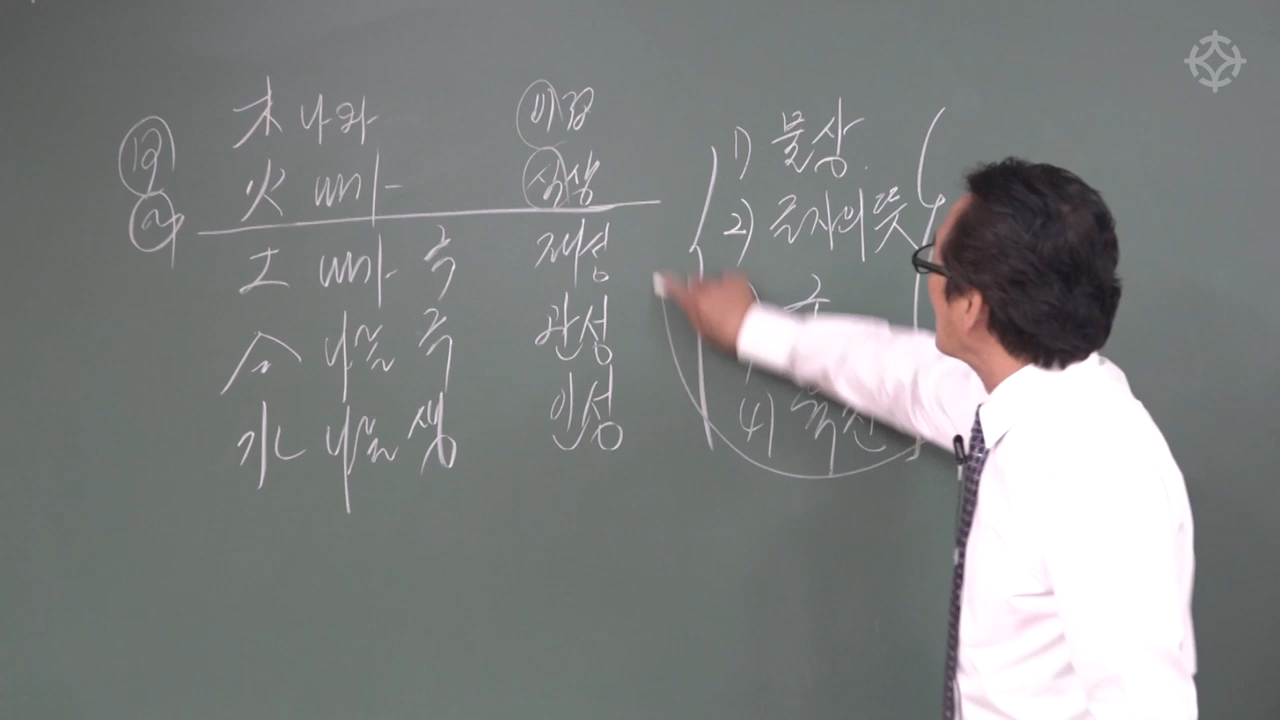 木 나와
비겁
火 내가
식상
土 내가 극
재성
金 나를 극
관성
水 나를 생
인성
1) 물상
2) 글자의 뜻
4) 육친